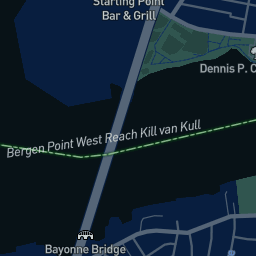 Starting Point
Bar & Grill
Dennis P. C
Bergen Point West Reach Kill van Kull
Bayonne Bridge